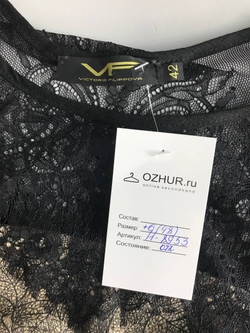 VF
VICTORIA FILIPPOVA
42
OZHUR.ru
online secondhand
Состав:
Размер:
Артикул:
Состояние: